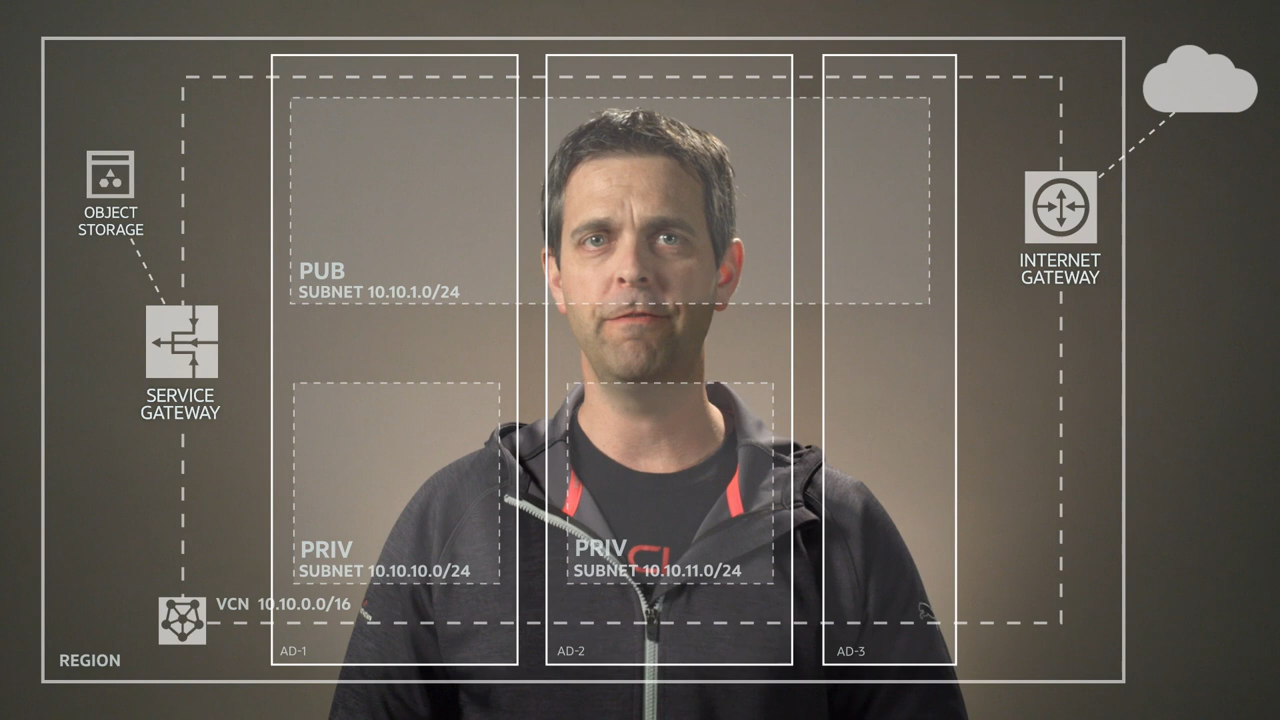 OBJECT
STORAGE
SERVICE
GATEWAY
PUB
SUBNET 10.10.1.0/24
INTERNET
GATEWAY
PRIV
SUBNET 10.10.10.0/24
PRIV
SUBNET 10.10.11.0/24
VCN 10.10.0.0/16
REGION
AD-1
AD-2
AD-3